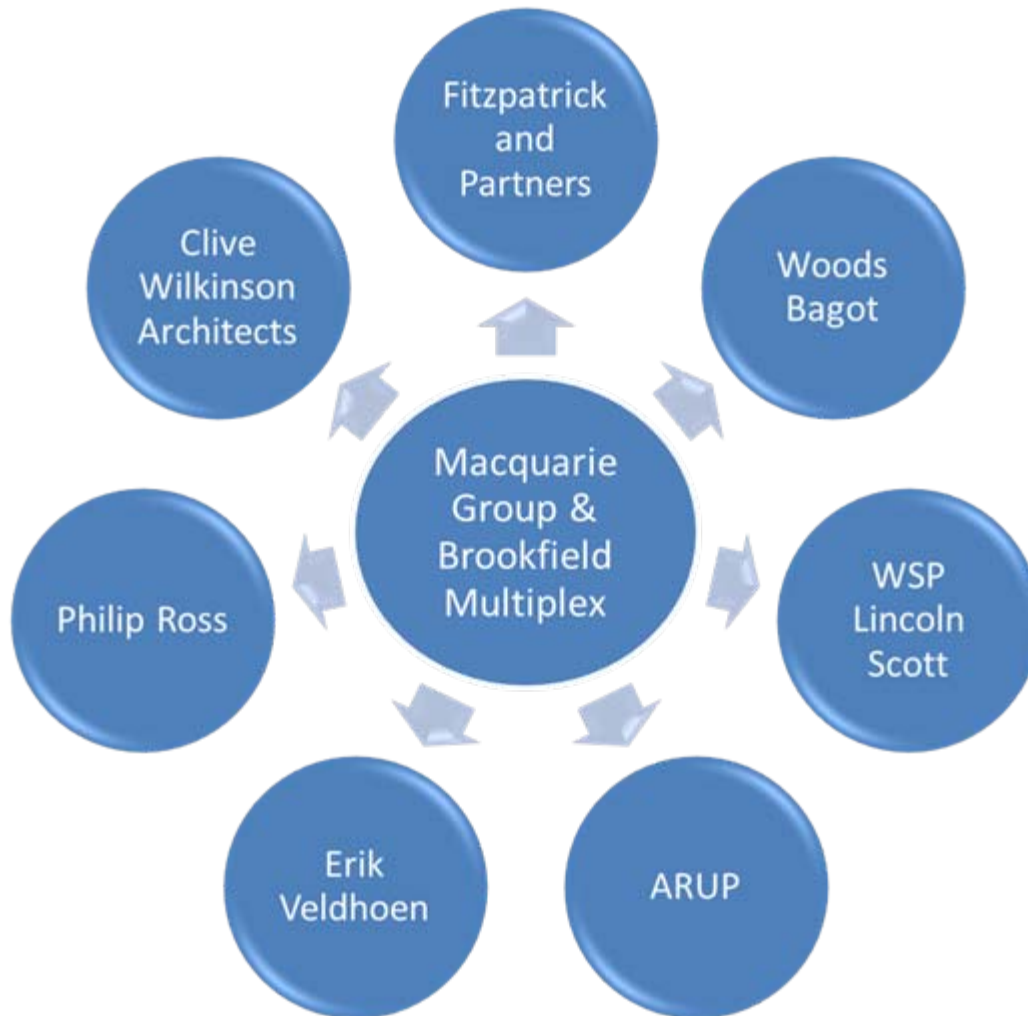 Fitzpatrick
and
Partners
Clive
Wilkinson
Architects
Woods
Bagot
Macquarie
Group &
Brookfield
Multiplex
Philip Ross
WSP
Lincoln
Scott
Erik
Veldhoen
ARUP